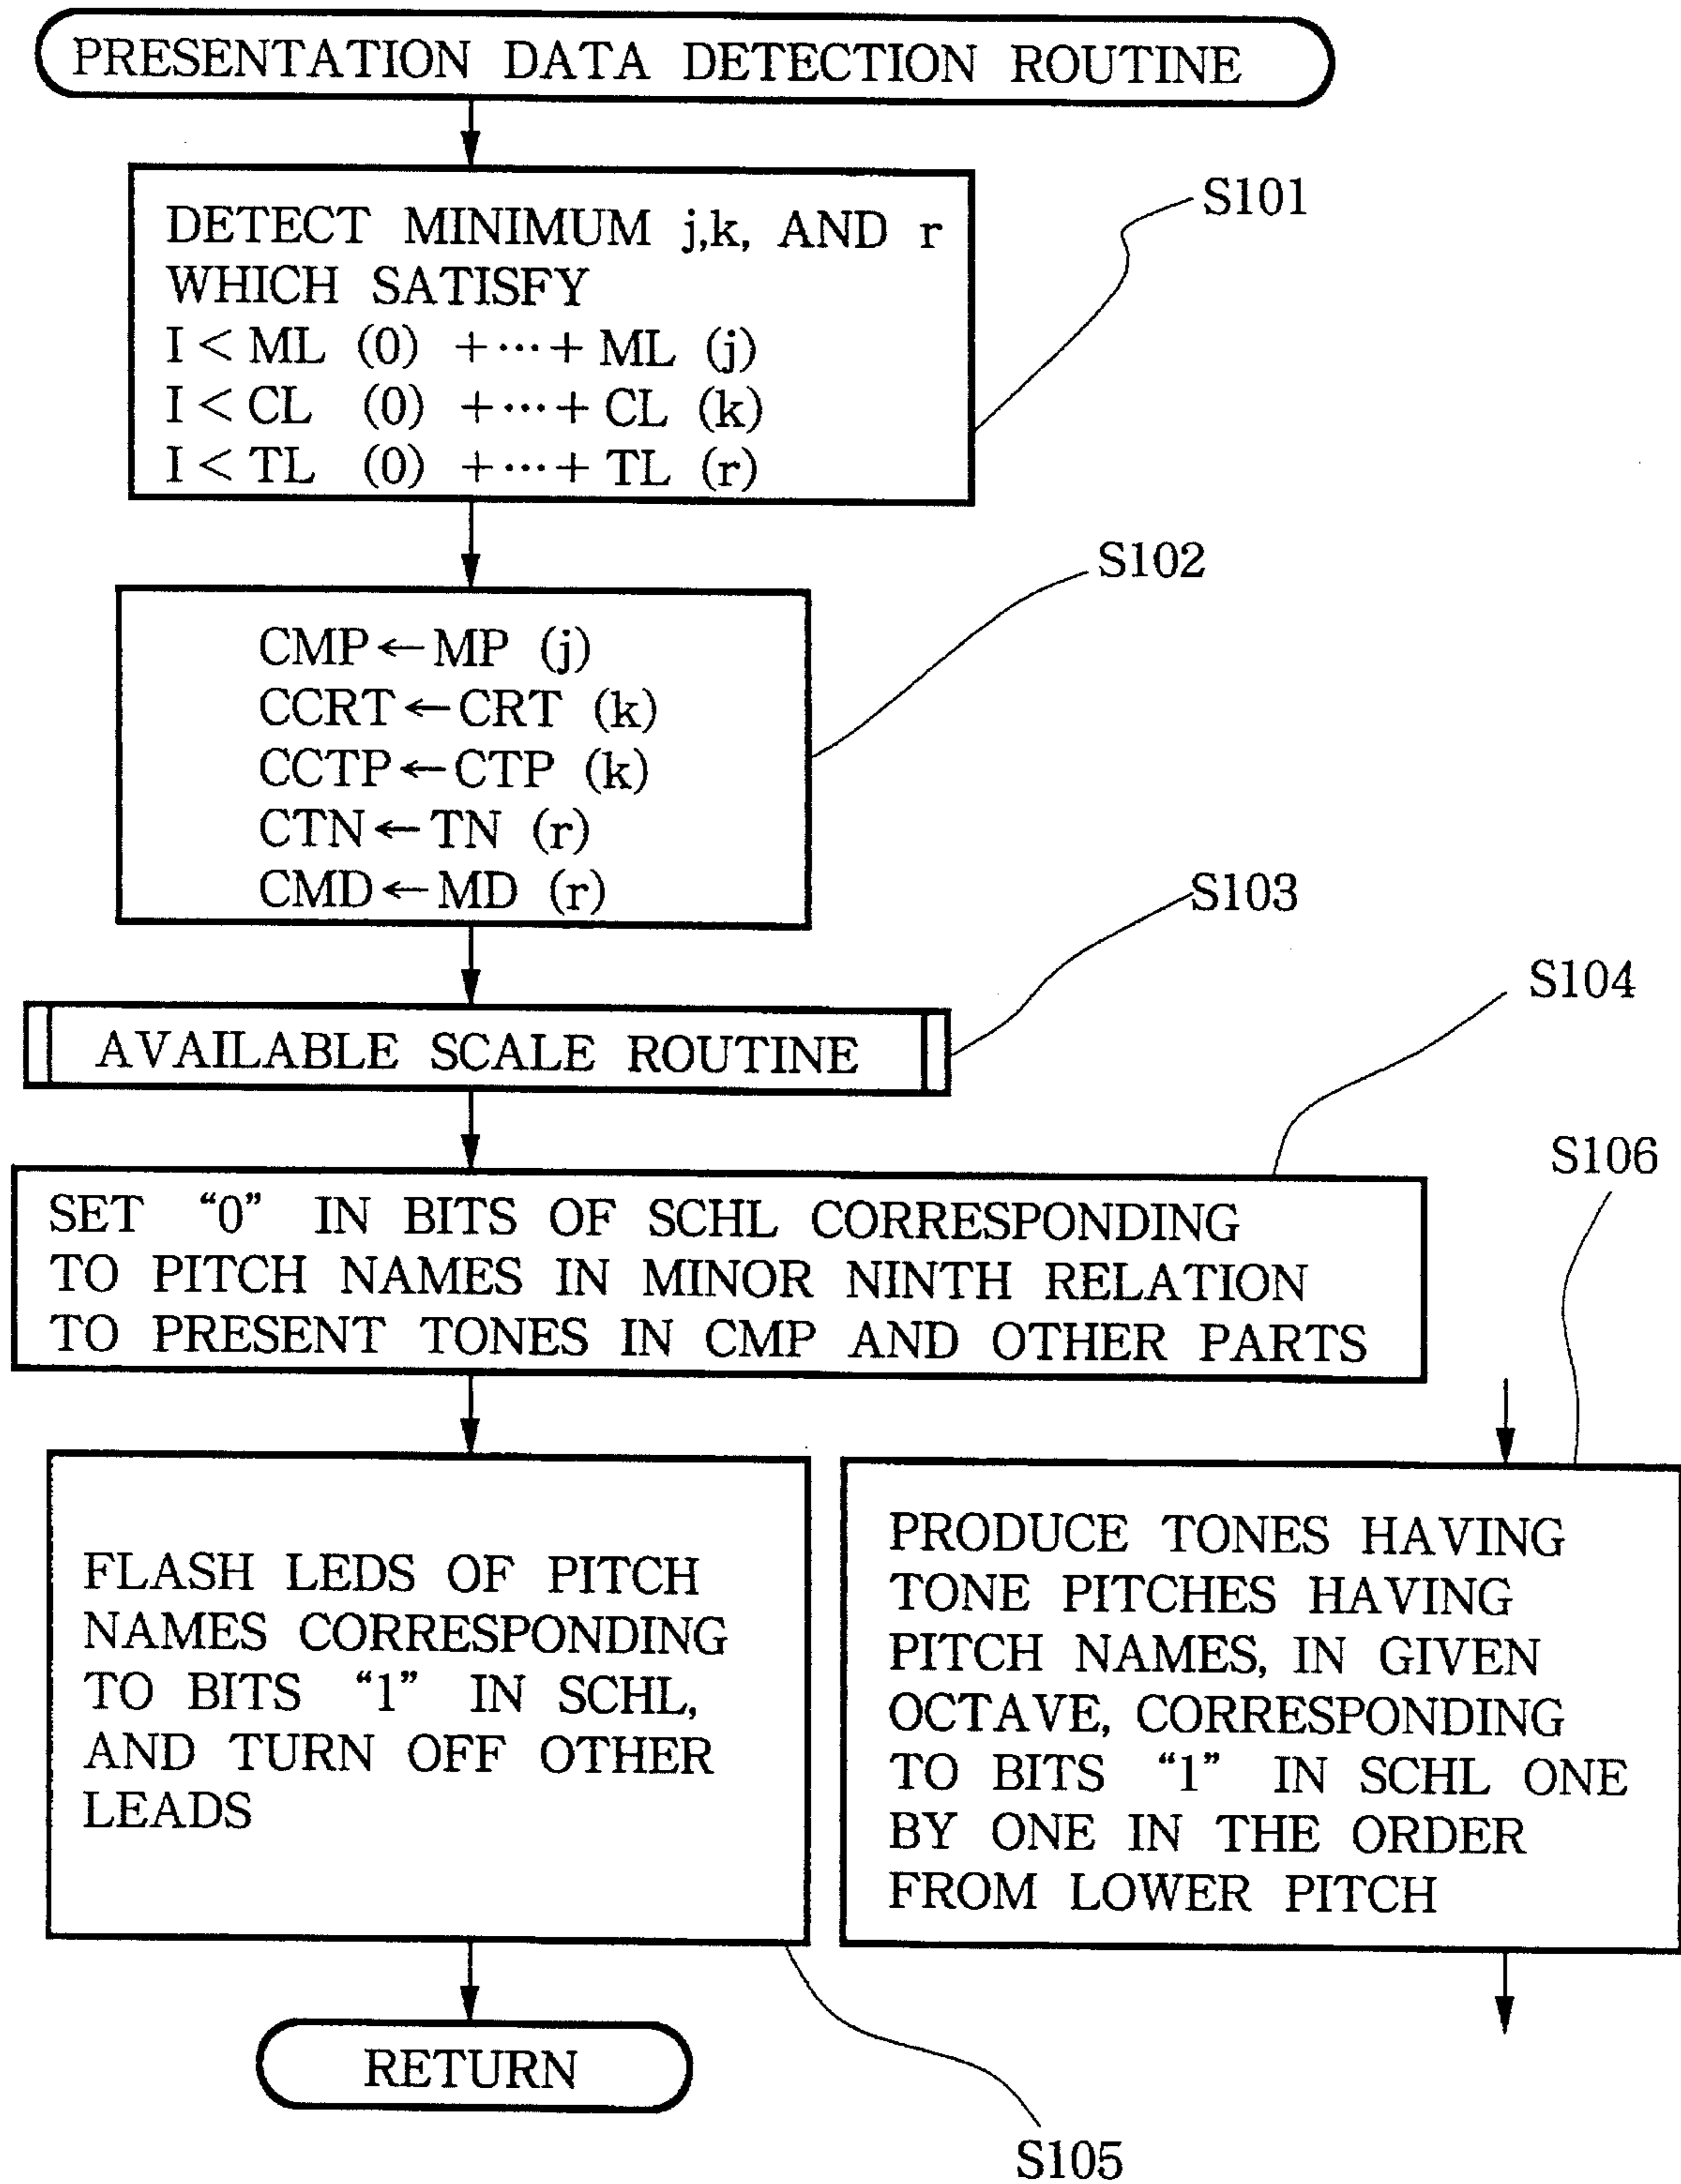 PRESENTATION DATA DETECTION ROUTINE
S101
DETECT MINIMUM j,k, AND r
WHICH SATISFY
I < ML (0) +···+ ML (j)
I < CL (0) +···+ CL (k)
I < TL (0) +···+ TL (r)
S102
CMP←MP (j)
CCRT←CRT (k)
CCTP←CTP (k)
CTN←TN (r)
CMD←MD (r)
S103
AVAILABLE SCALE ROUTINE
S104
SET “0” IN BITS OF SCHL CORRESPONDING
TO PITCH NAMES IN MINOR NINTH RELATION
TO PRESENT TONES IN CMP AND OTHER PARTS
S106
FLASH LEDS OF PITCH
NAMES CORRESPONDING
TO BITS “1” IN SCHL,
AND TURN OFF OTHER
LEADS
PRODUCE TONES HAVING
TONE PITCHES HAVING
PITCH NAMES, IN GIVEN
OCTAVE, CORRESPONDING
TO BITS “1” IN SCHL ONE
BY ONE IN THE ORDER
FROM LOWER PITCH
RETURN
S105